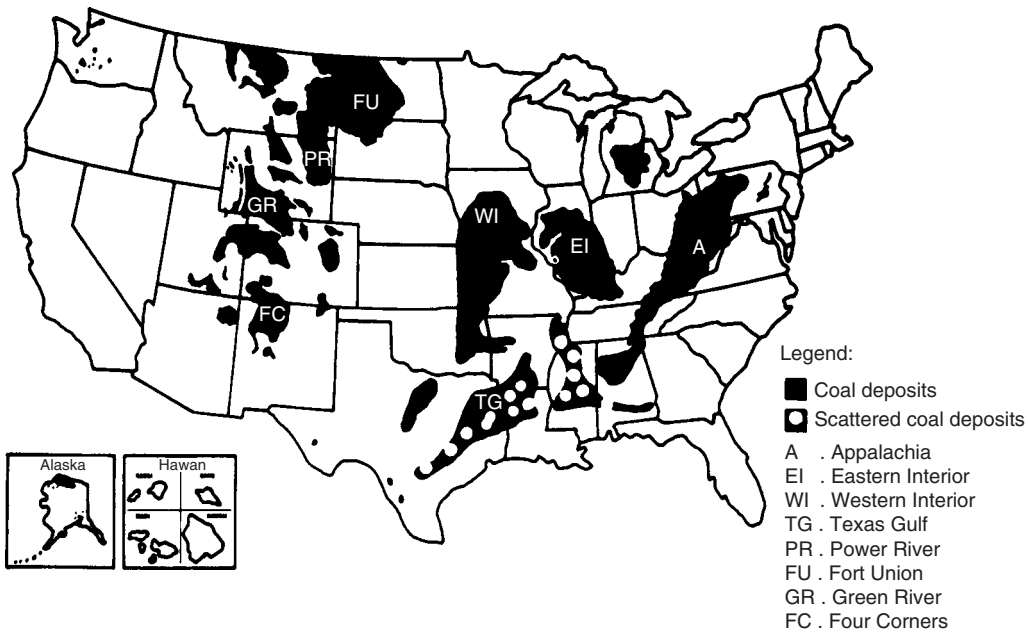 FU
PR
GR
WI
EI
A
FC
TG
Legend:
Coal deposits
Scattered coal deposits
A . Appalachia
EI . Eastern Interior
WI . Western Interior
TG . Texas Gulf
PR . Power River
FU . Fort Union
GR . Green River
FC . Four Corners
Alaska
Hawan